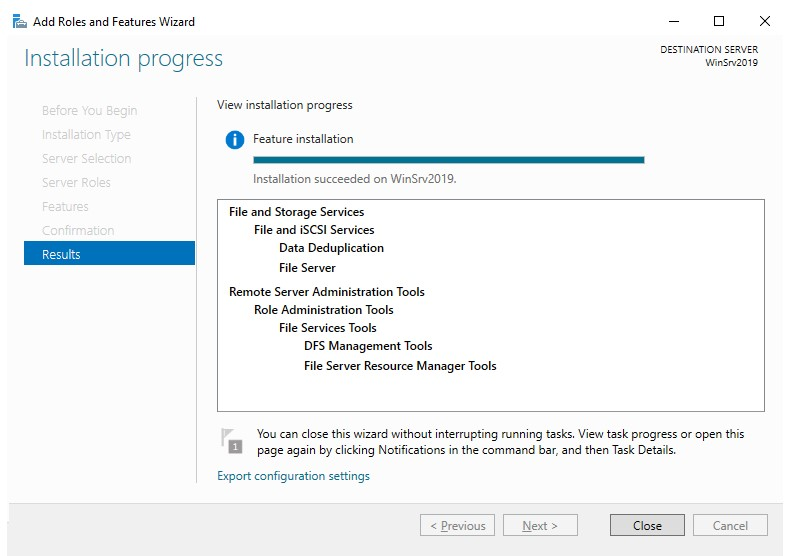 Add Roles and Features Wizard
Installation progress
DESTINATION SERVER
WinSrv2019
Before You Begin
Installation Type
Server Selection
Server Roles
Features
Confirmation
Results
View installation progress
Feature installation
Installation succeeded on WinSrv2019.
File and Storage Services
File and iSCSI Services
Data Deduplication
File Server
Remote Server Administration Tools
Role Administration Tools
File Services Tools
DFS Management Tools
File Server Resource Manager Tools
1
You can close this wizard without interrupting running tasks. View task progress or open this
page again by clicking Notifications in the command bar, and then Task Details.
Export configuration settings
< Previous
Next >
Close
Cancel